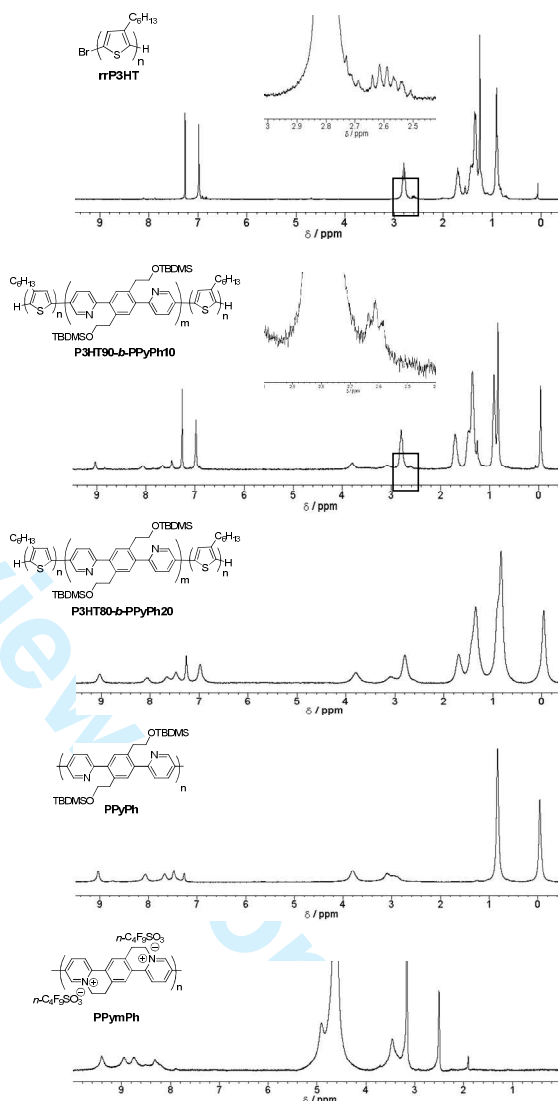 C₆H₁₃
Br
S
n
H
rrP3HT
3 2.9 2.8 2.7 2.6 2.5
δ / ppm
9 8 7 6 5 4 3 2 1 0
δ / ppm
OTBDMS
C₆H₁₃
C₆H₁₃
H
S
n
N
N
m
S
n
H
TBDMSO
P3HT90-b-PPyPh10
9 8 7 6 5 4 3 2 1 0
δ / ppm
OTBDMS
C₆H₁₃
C₆H₁₃
H
S
n
N
N
m
S
n
H
TBDMSO
P3HT80-b-PPyPh20
9 8 7 6 5 4 3 2 1 0
δ / ppm
OTBDMS
N
N
n
TBDMSO
PPyPh
9 8 7 6 5 4 3 2 1 0
δ / ppm
n-C₄F₉SO₃⊖
N+
N+
n
n-C₄F₉SO₃⊖
PPymPh
9 8 7 6 5 4 3 2 1
δ / ppm
view